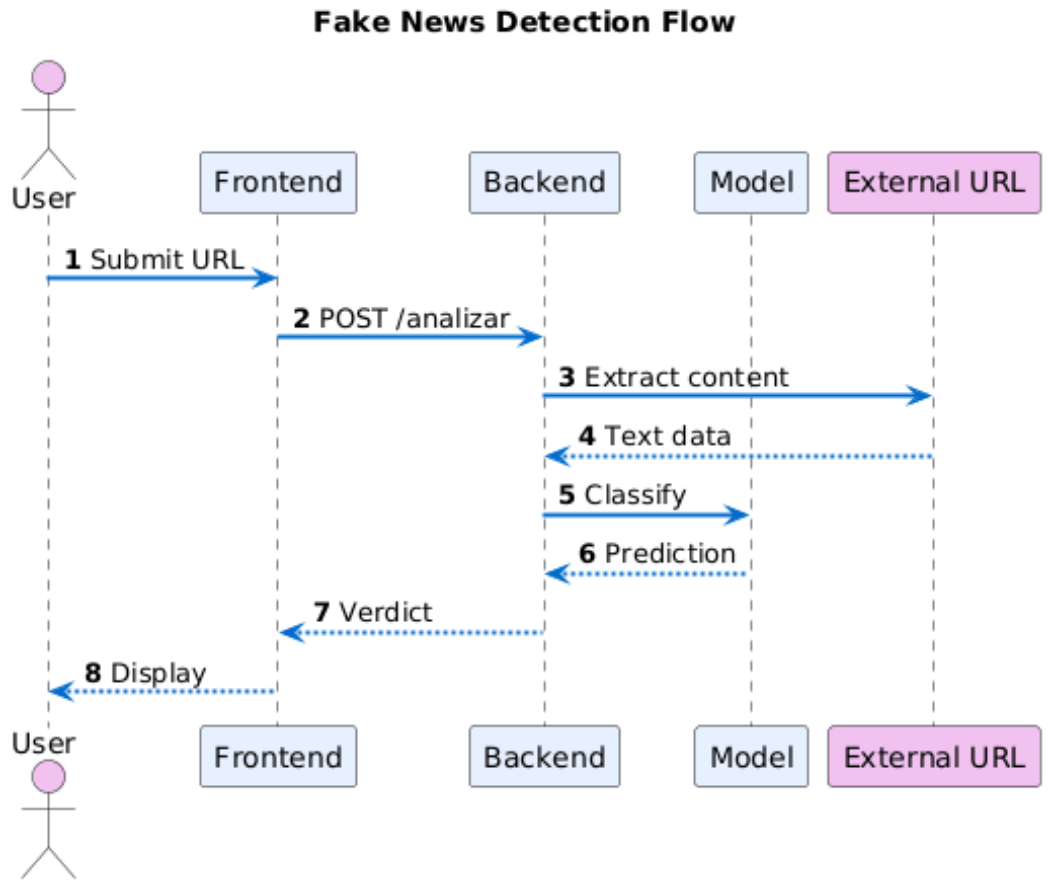 Fake News Detection Flow
User
Frontend
Backend
Model
External URL
1 Submit URL
2 POST /analizar
3 Extract content
4 Text data
5 Classify
6 Prediction
7 Verdict
8 Display
User
Frontend
Backend
Model
External URL